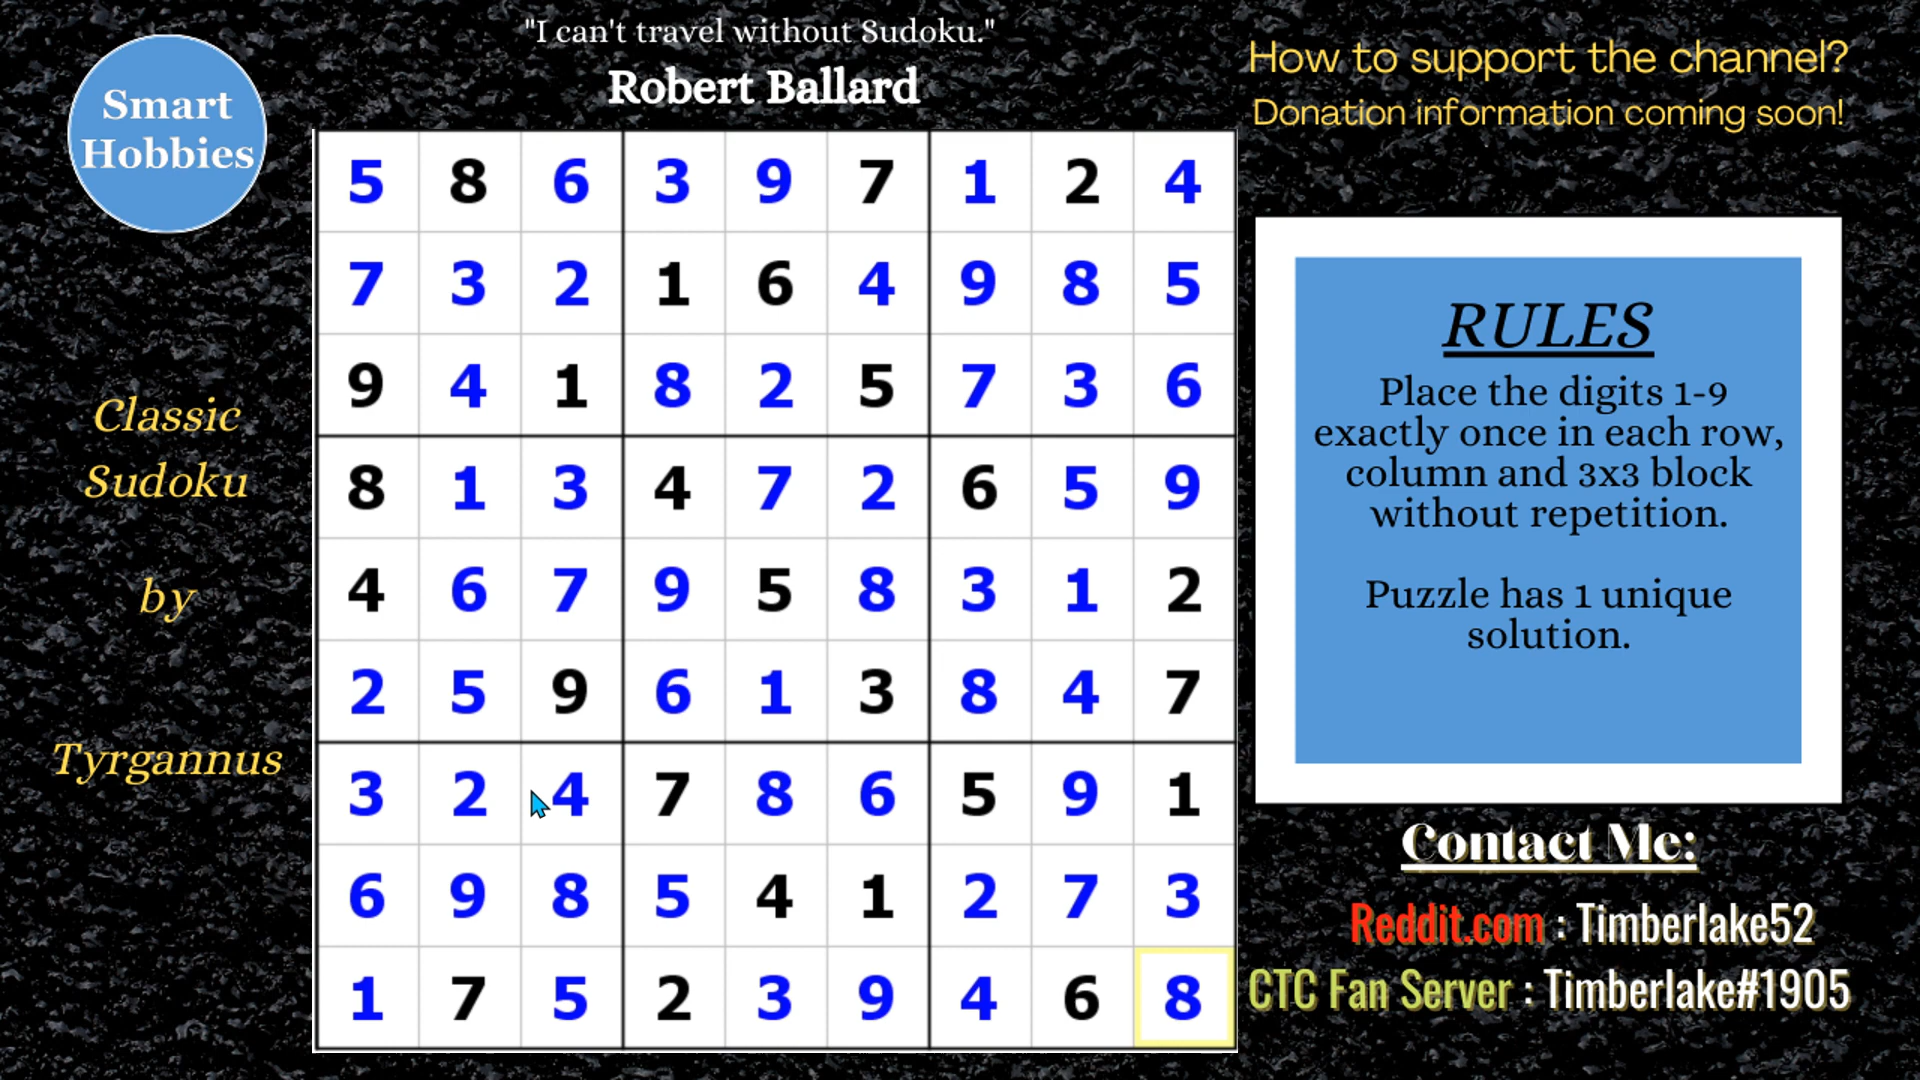 "I can't travel without Sudoku."
Robert Ballard
Smart
Hobbies
Classic
Sudoku
by
Tyrgannus
5 8 6 3 9 7 1 2 4
7 3 2 1 6 4 9 8 5
9 4 1 8 2 5 7 3 6
8 1 3 4 7 2 6 5 9
4 6 7 9 5 8 3 1 2
2 5 9 6 1 3 8 4 7
3 2 4 7 8 6 5 9 1
6 9 8 5 4 1 2 7 3
1 7 5 2 3 9 4 6 8
How to support the channel?
Donation information coming soon!
RULES
Place the digits 1-9
exactly once in each row,
column and 3x3 block
without repetition.
Puzzle has 1 unique
solution.
Contact Me:
Reddit.com : Timberlake52
CTC Fan Server : Timberlake#1905